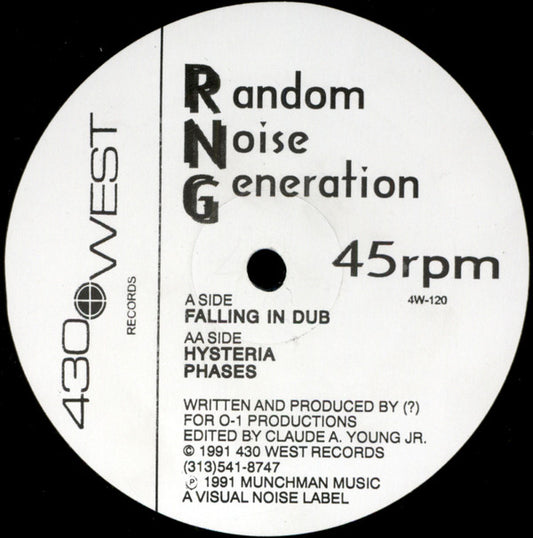 430 WEST
RECORDS
Random
Noise
Generation
45rpm
4W-120
A SIDE
FALLING IN DUB
AA SIDE
HYSTERIA
PHASES
WRITTEN AND PRODUCED BY (?)
FOR O-1 PRODUCTIONS
EDITED BY CLAUDE A. YOUNG JR.
© 1991 430 WEST RECORDS
(313)541-8747
℗ 1991 MUNCHMAN MUSIC
A VISUAL NOISE LABEL